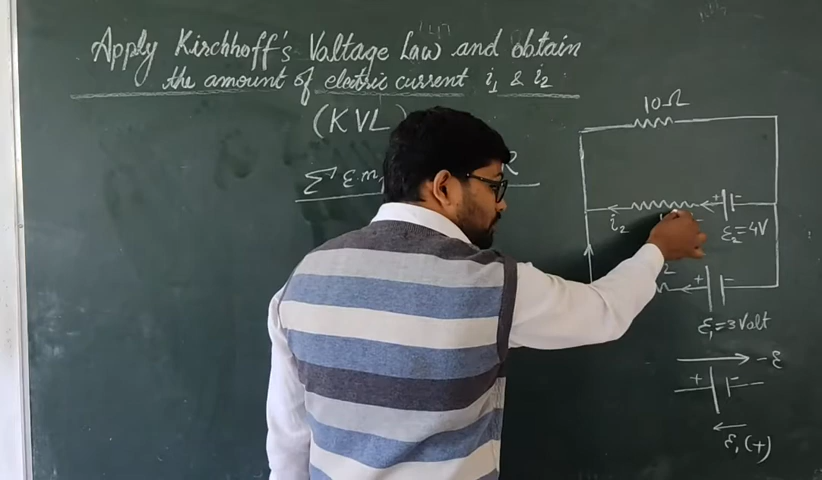 Apply Kirchhoff's Voltage Law and obtain
the amount of electric current i₁ & i₂.
(KVL)
Σ E.m
R
10Ω
+ -
i₂
ε₂=4V
2
+ -
ε₁=3Volt
-ε
+ -
ε₁(+)